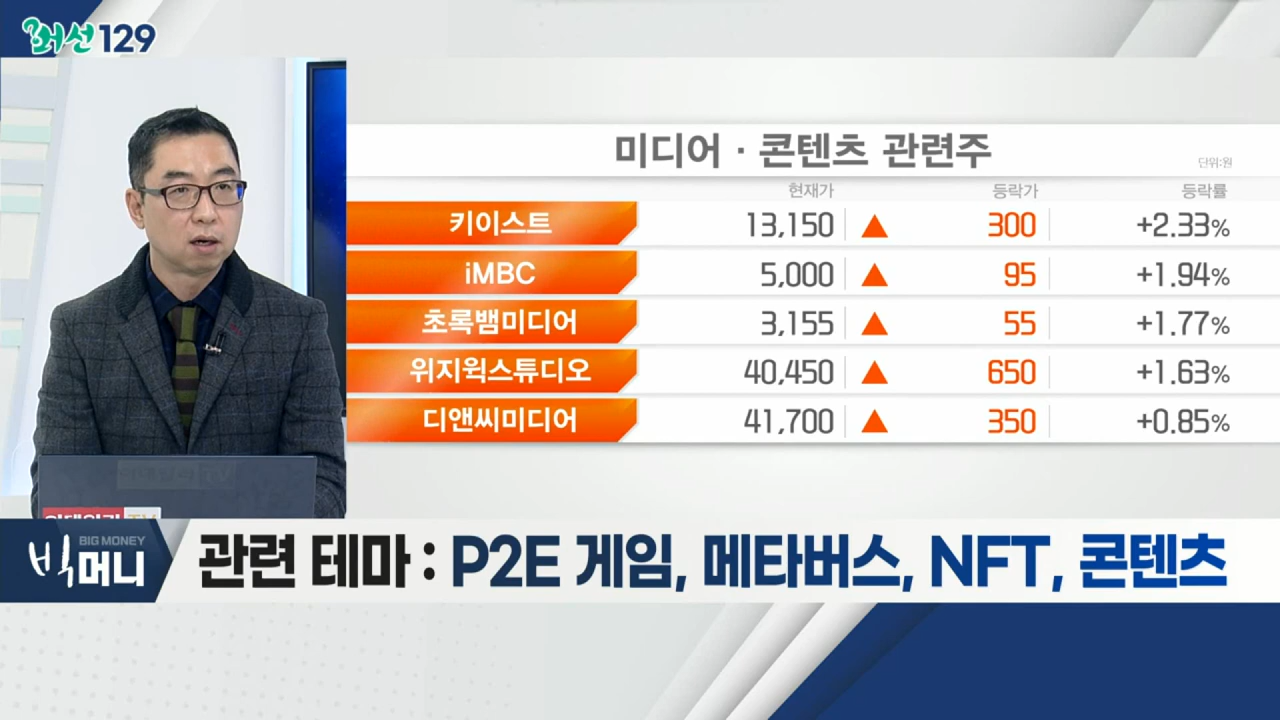 럭선129
미디어 · 콘텐츠 관련주
단위:원
현재가 등락가 등락률
키이스트 13,150 ▲ 300 +2.33%
iMBC 5,000 ▲ 95 +1.94%
초록뱀미디어 3,155 ▲ 55 +1.77%
위지윅스튜디오 40,450 ▲ 650 +1.63%
디앤씨미디어 41,700 ▲ 350 +0.85%
BIG MONEY
빅머니
관련 테마 : P2E 게임, 메타버스, NFT, 콘텐츠